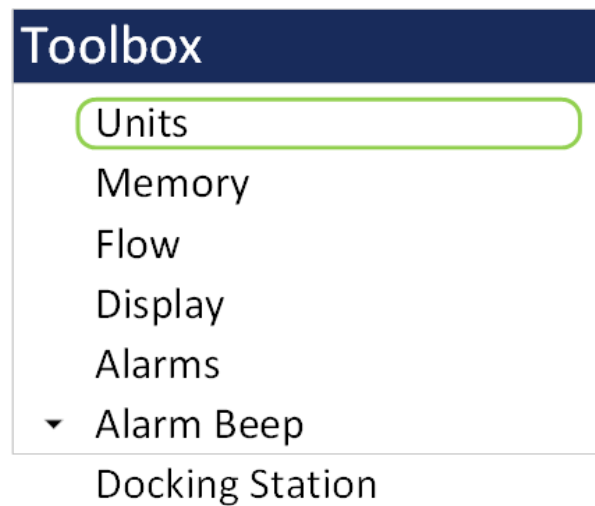 Toolbox
Units
Memory
Flow
Display
Alarms
Alarm Beep
Docking Station